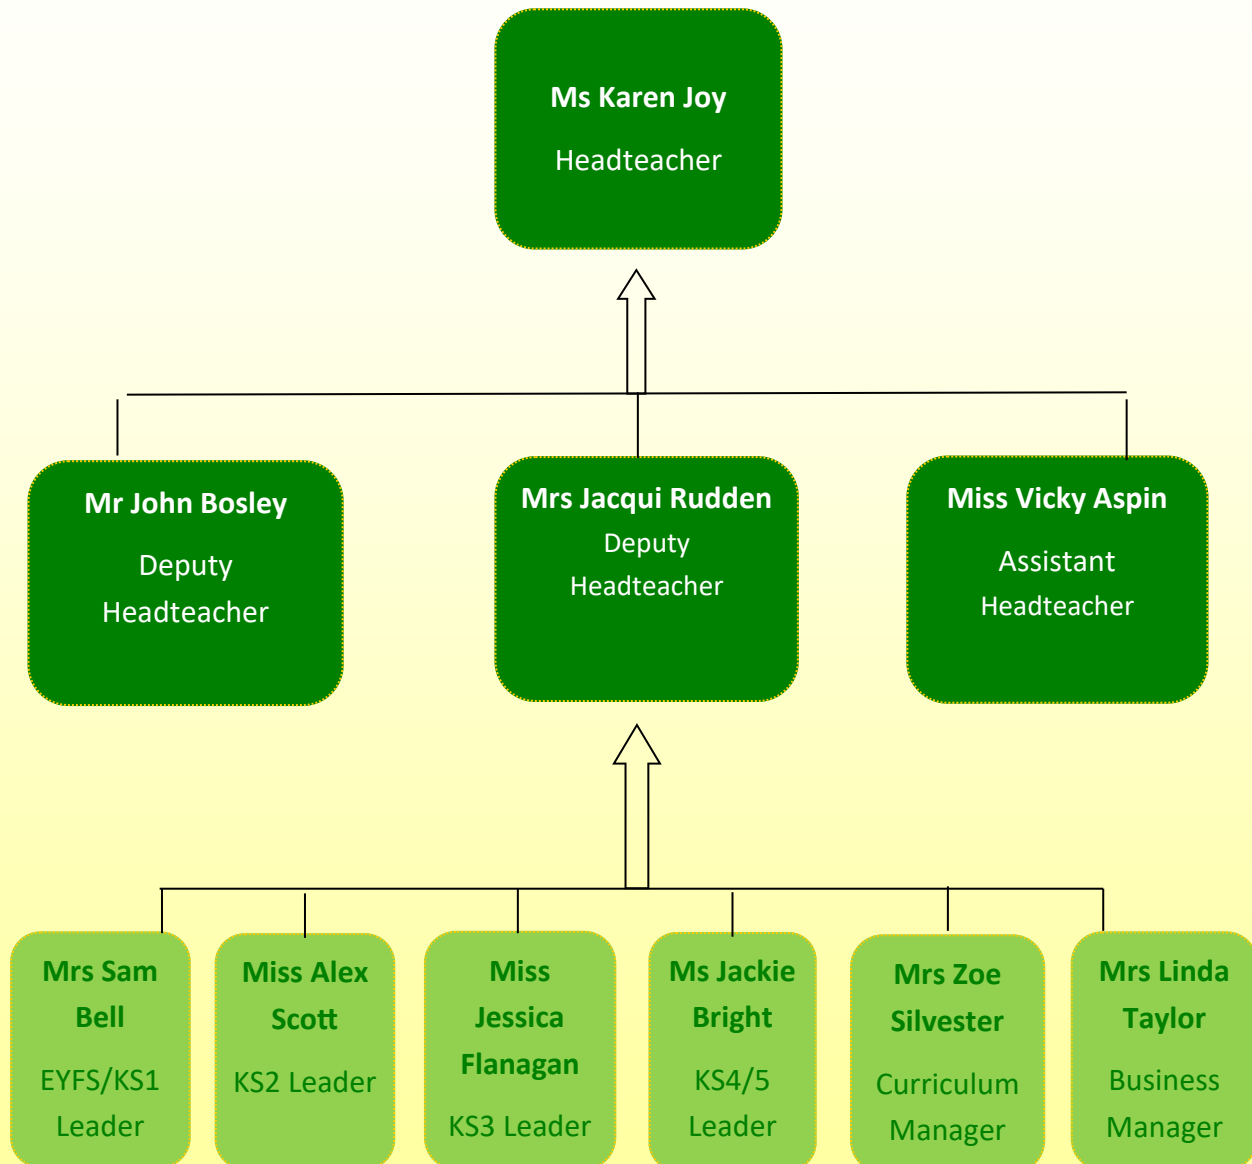 Ms Karen Joy
Headteacher
Mr John Bosley
Deputy
Headteacher
Mrs Jacqui Rudden
Deputy
Headteacher
Miss Vicky Aspin
Assistant
Headteacher
Mrs Sam
Bell
EYFS/KS1
Leader
Miss Alex
Scott
KS2 Leader
Miss
Jessica
Flanagan
KS3 Leader
Ms Jackie
Bright
KS4/5
Leader
Mrs Zoe
Silvester
Curriculum
Manager
Mrs Linda
Taylor
Business
Manager